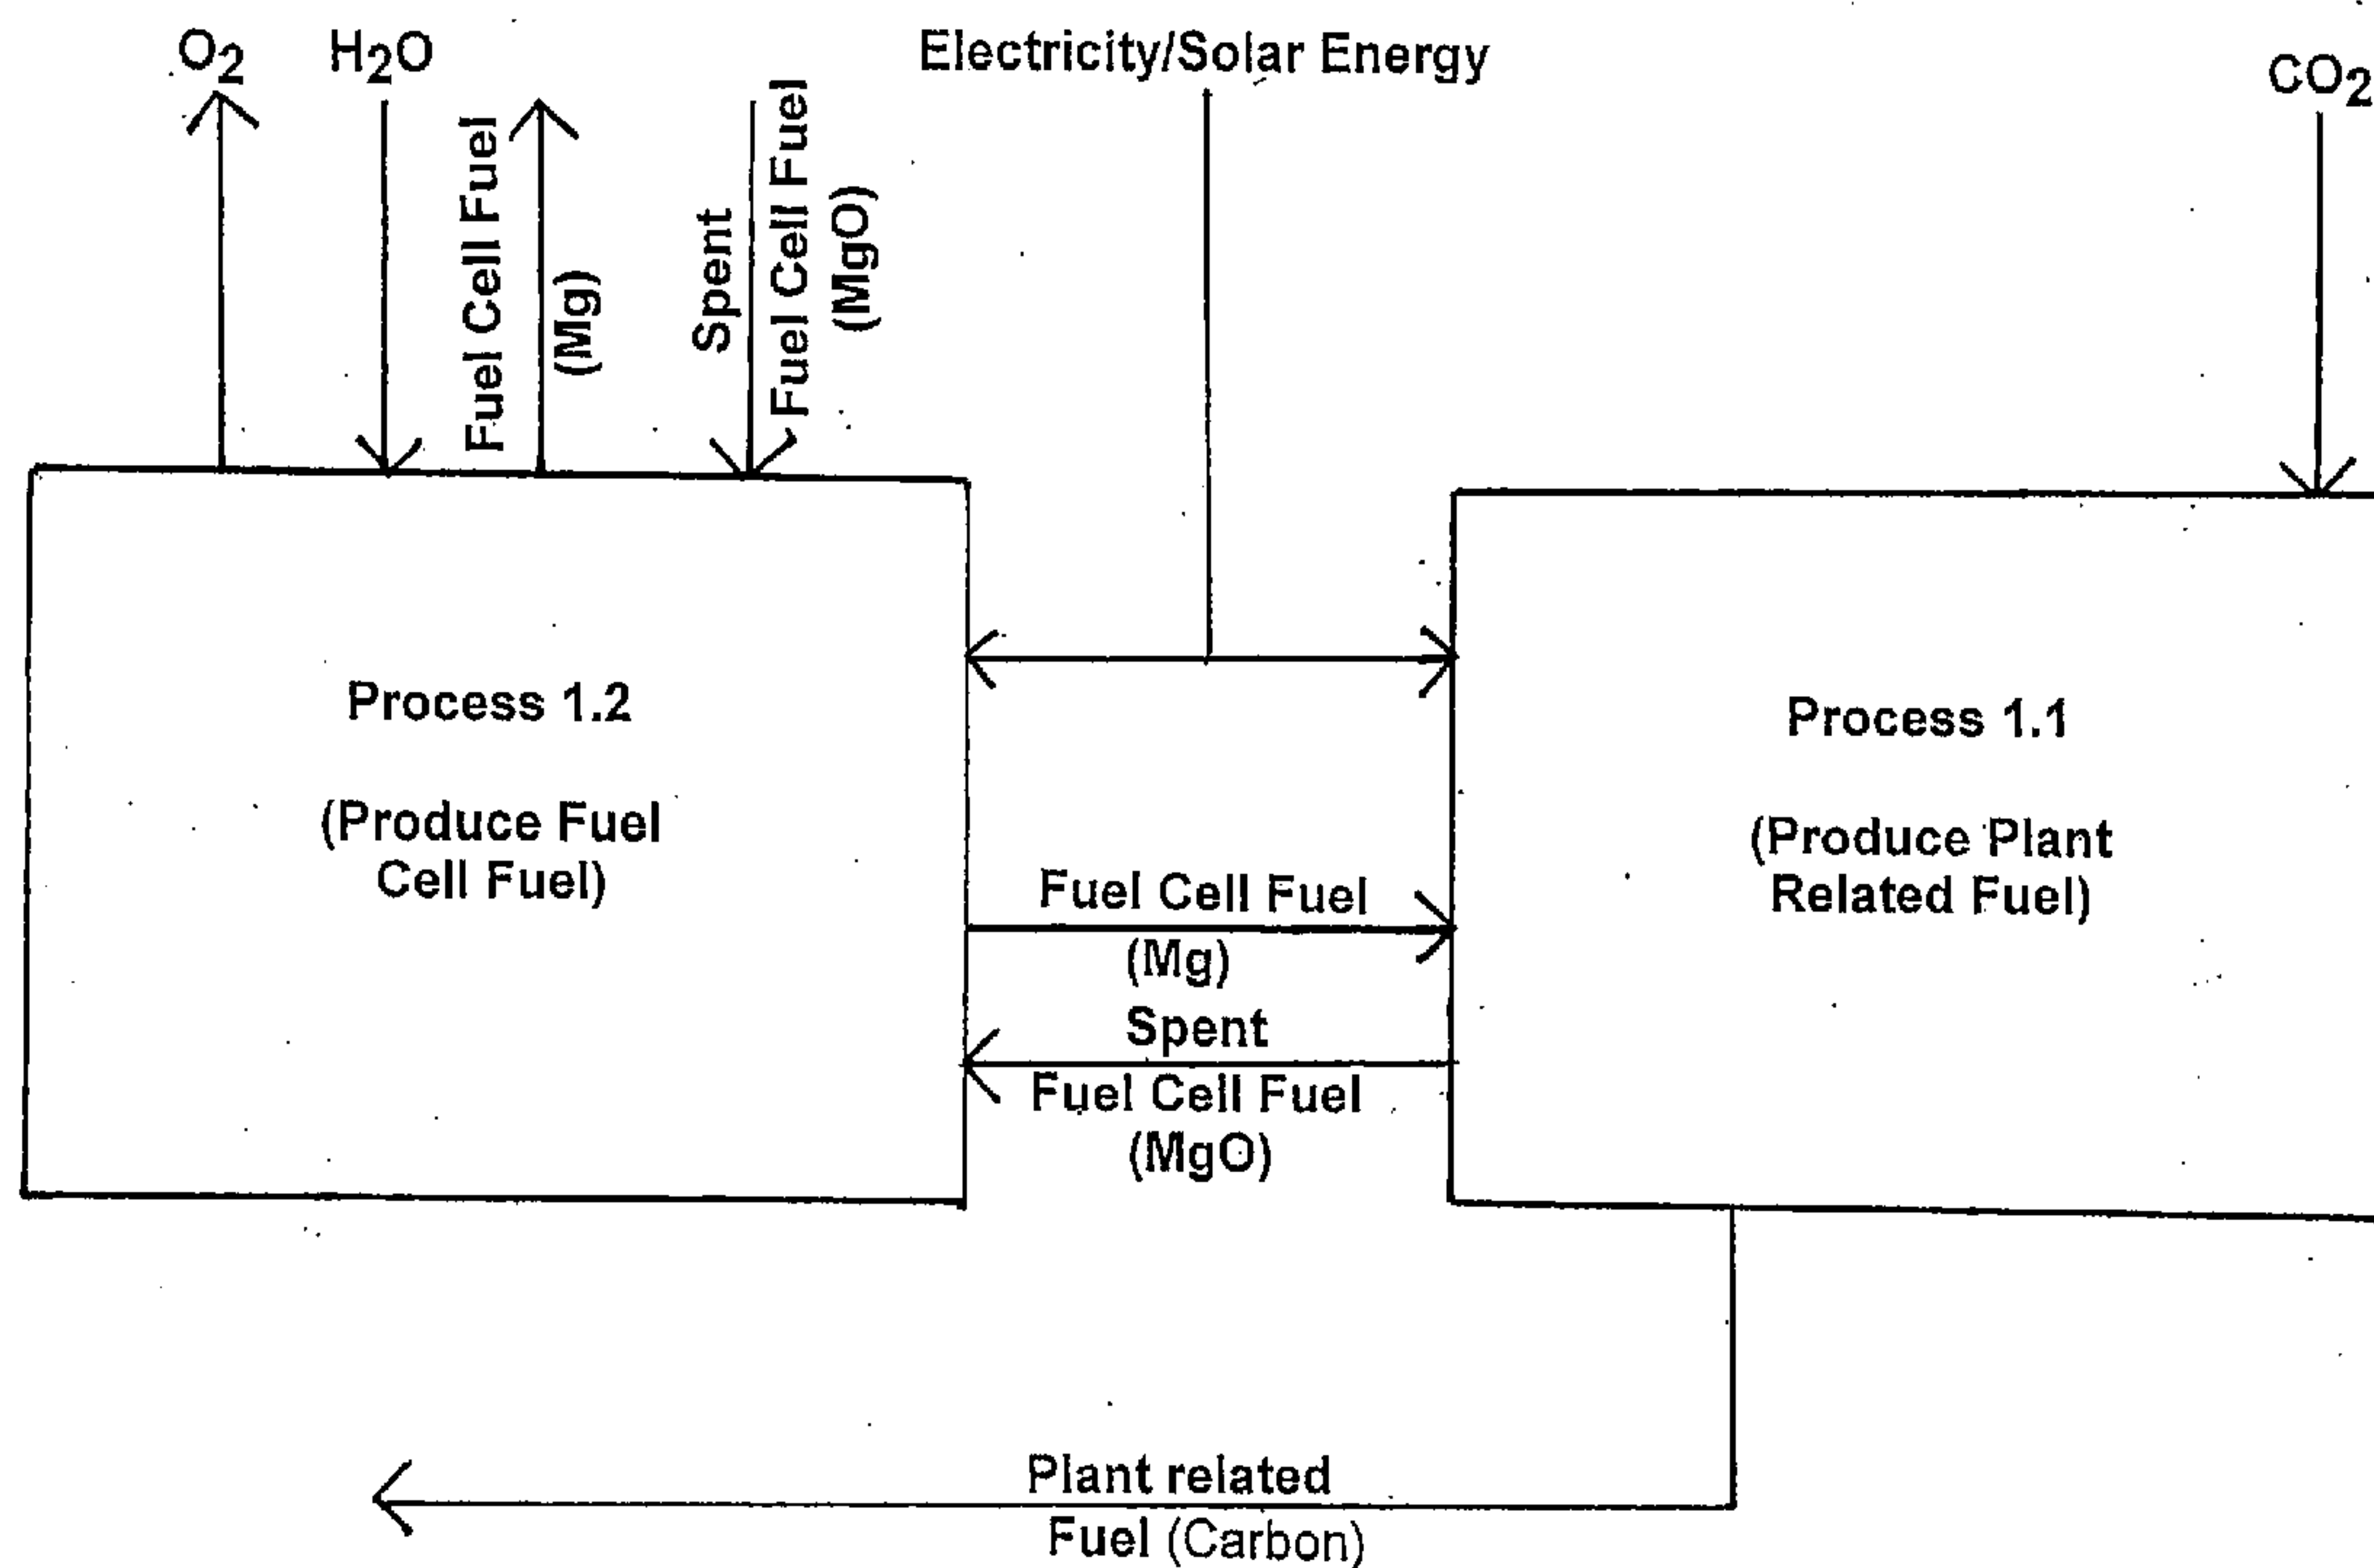 O2
H2O
Electricity/Solar Energy
CO2
Fuel Cell Fuel
(Mg)
Spent
Fuel Cell Fuel
(MgO)
Process 1.2
(Produce Fuel
Cell Fuel)
Process 1.1
(Produce Plant
Related Fuel)
Fuel Cell Fuel
(Mg)
Spent
Fuel Cell Fuel
(MgO)
Plant related
Fuel (Carbon)